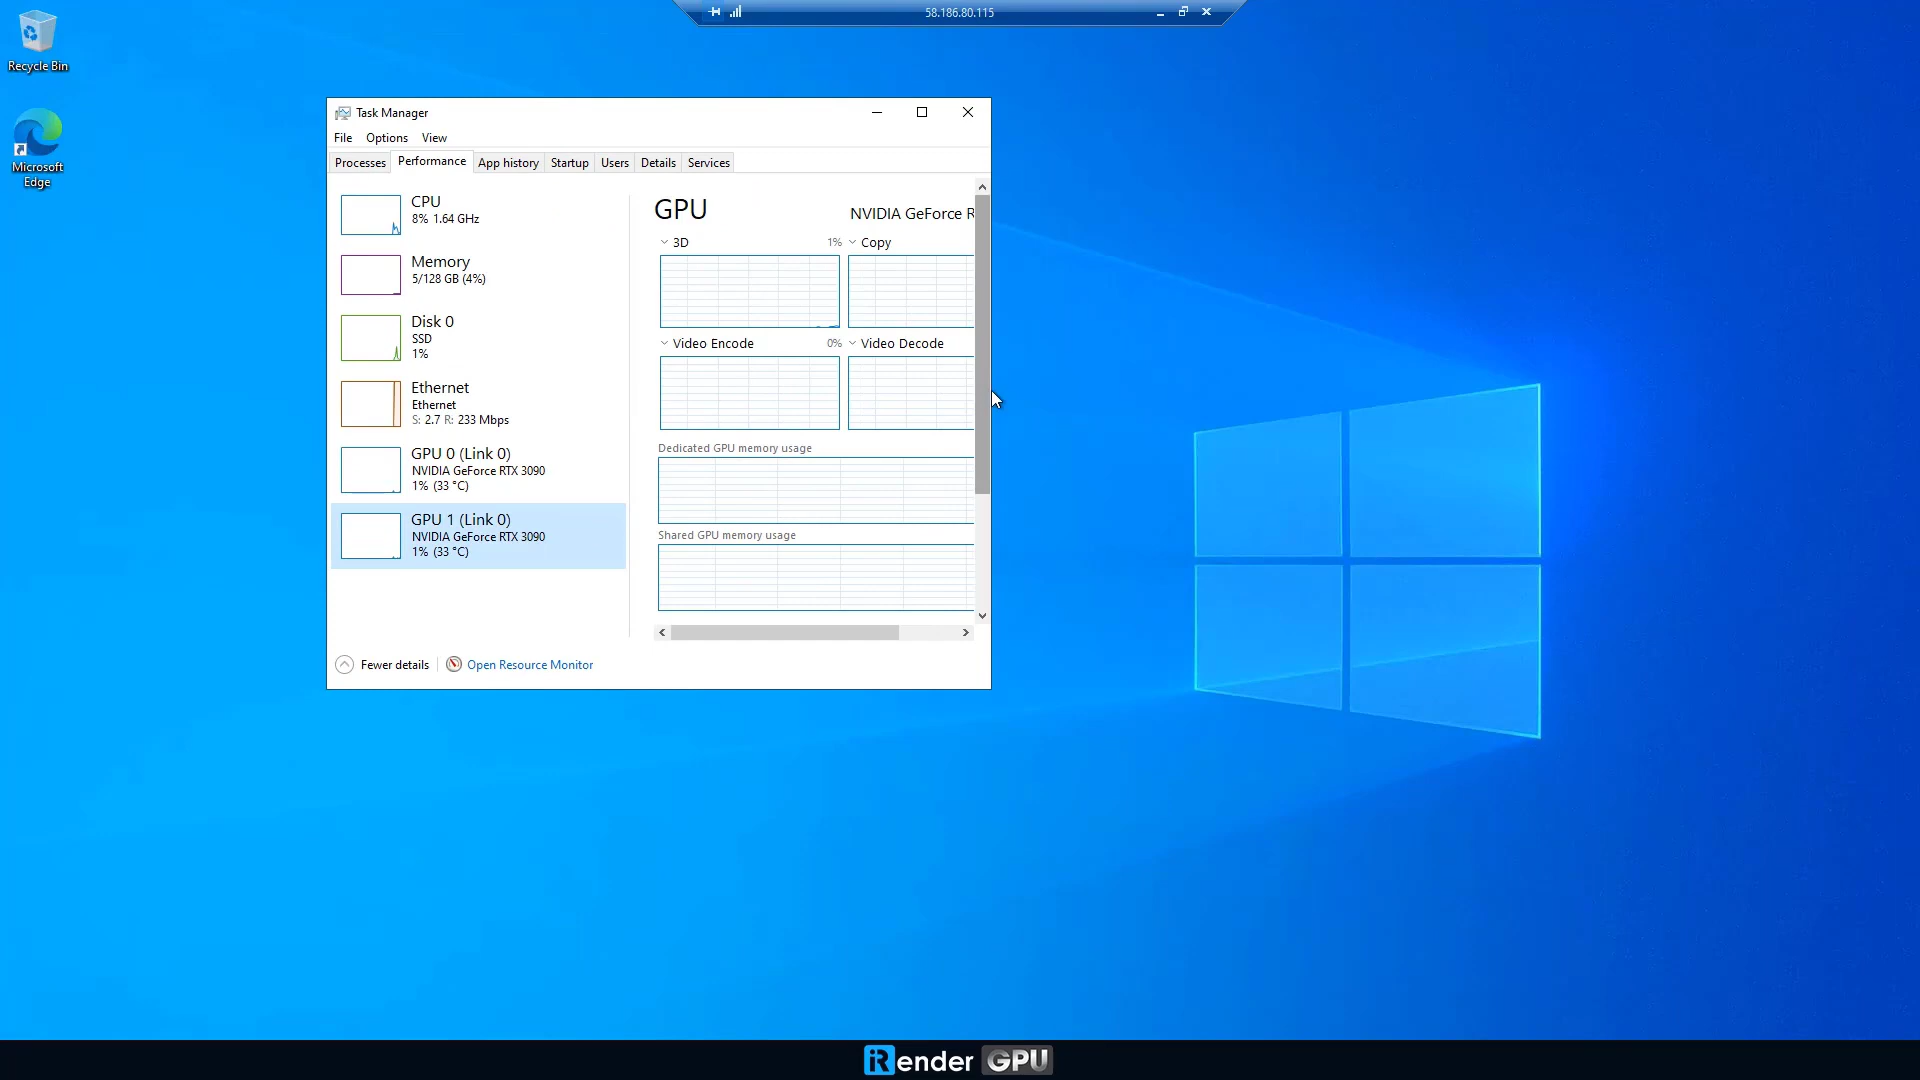 58.186.80.115
Recycle Bin
Microsoft
Edge
Task Manager
File Options View
Processes Performance App history Startup Users Details Services
CPU
8% 1.64 GHz
Memory
5/128 GB (4%)
Disk 0
SSD
1%
Ethernet
Ethernet
S: 2.7 R: 233 Mbps
GPU 0 (Link 0)
NVIDIA GeForce RTX 3090
1% (33 °C)
GPU 1 (Link 0)
NVIDIA GeForce RTX 3090
1% (33 °C)
GPU NVIDIA GeForce R
3D 1% Copy
Video Encode 0% Video Decode
Dedicated GPU memory usage
Shared GPU memory usage
Fewer details Open Resource Monitor
iRender GPU